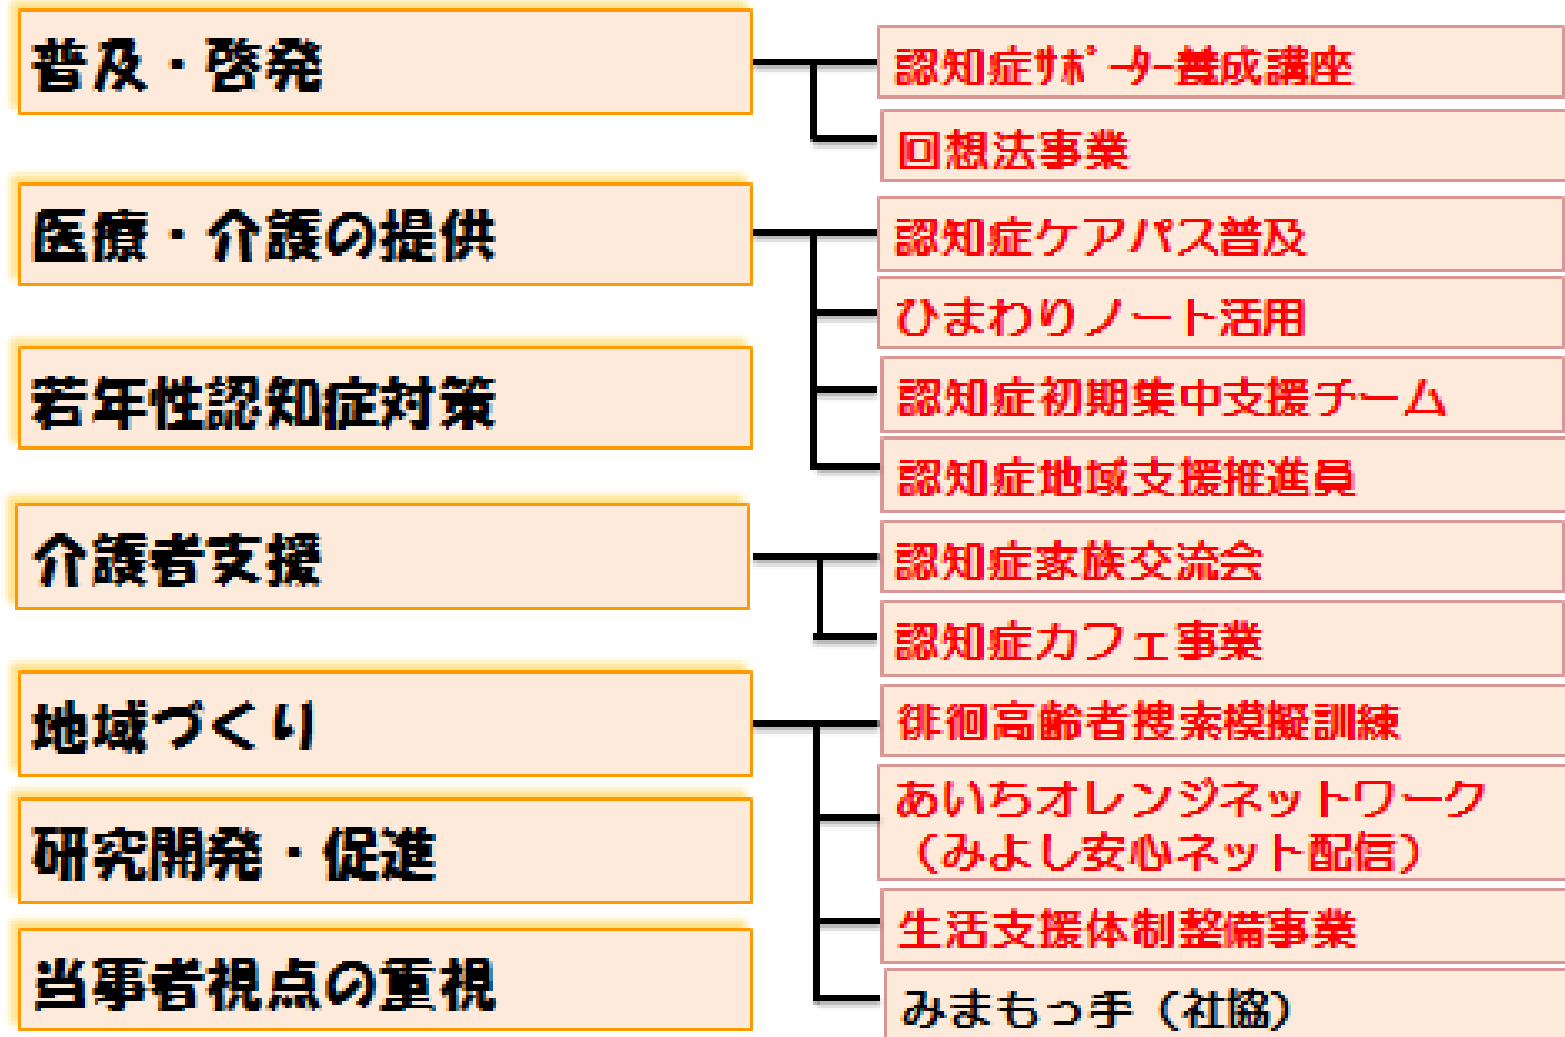 普及・啓発
認知症ｻﾎﾟｰﾀｰ養成講座
回想法事業
医療・介護の提供
認知症ケアパス普及
ひまわりノート活用
認知症初期集中支援チーム
認知症地域支援推進員
若年性認知症対策
介護者支援
認知症家族交流会
認知症カフェ事業
地域づくり
徘徊高齢者捜索模擬訓練
あいちオレンジネットワーク
（みよし安心ネット配信）
生活支援体制整備事業
みまもっ手（社協）
研究開発・促進
当事者視点の重視